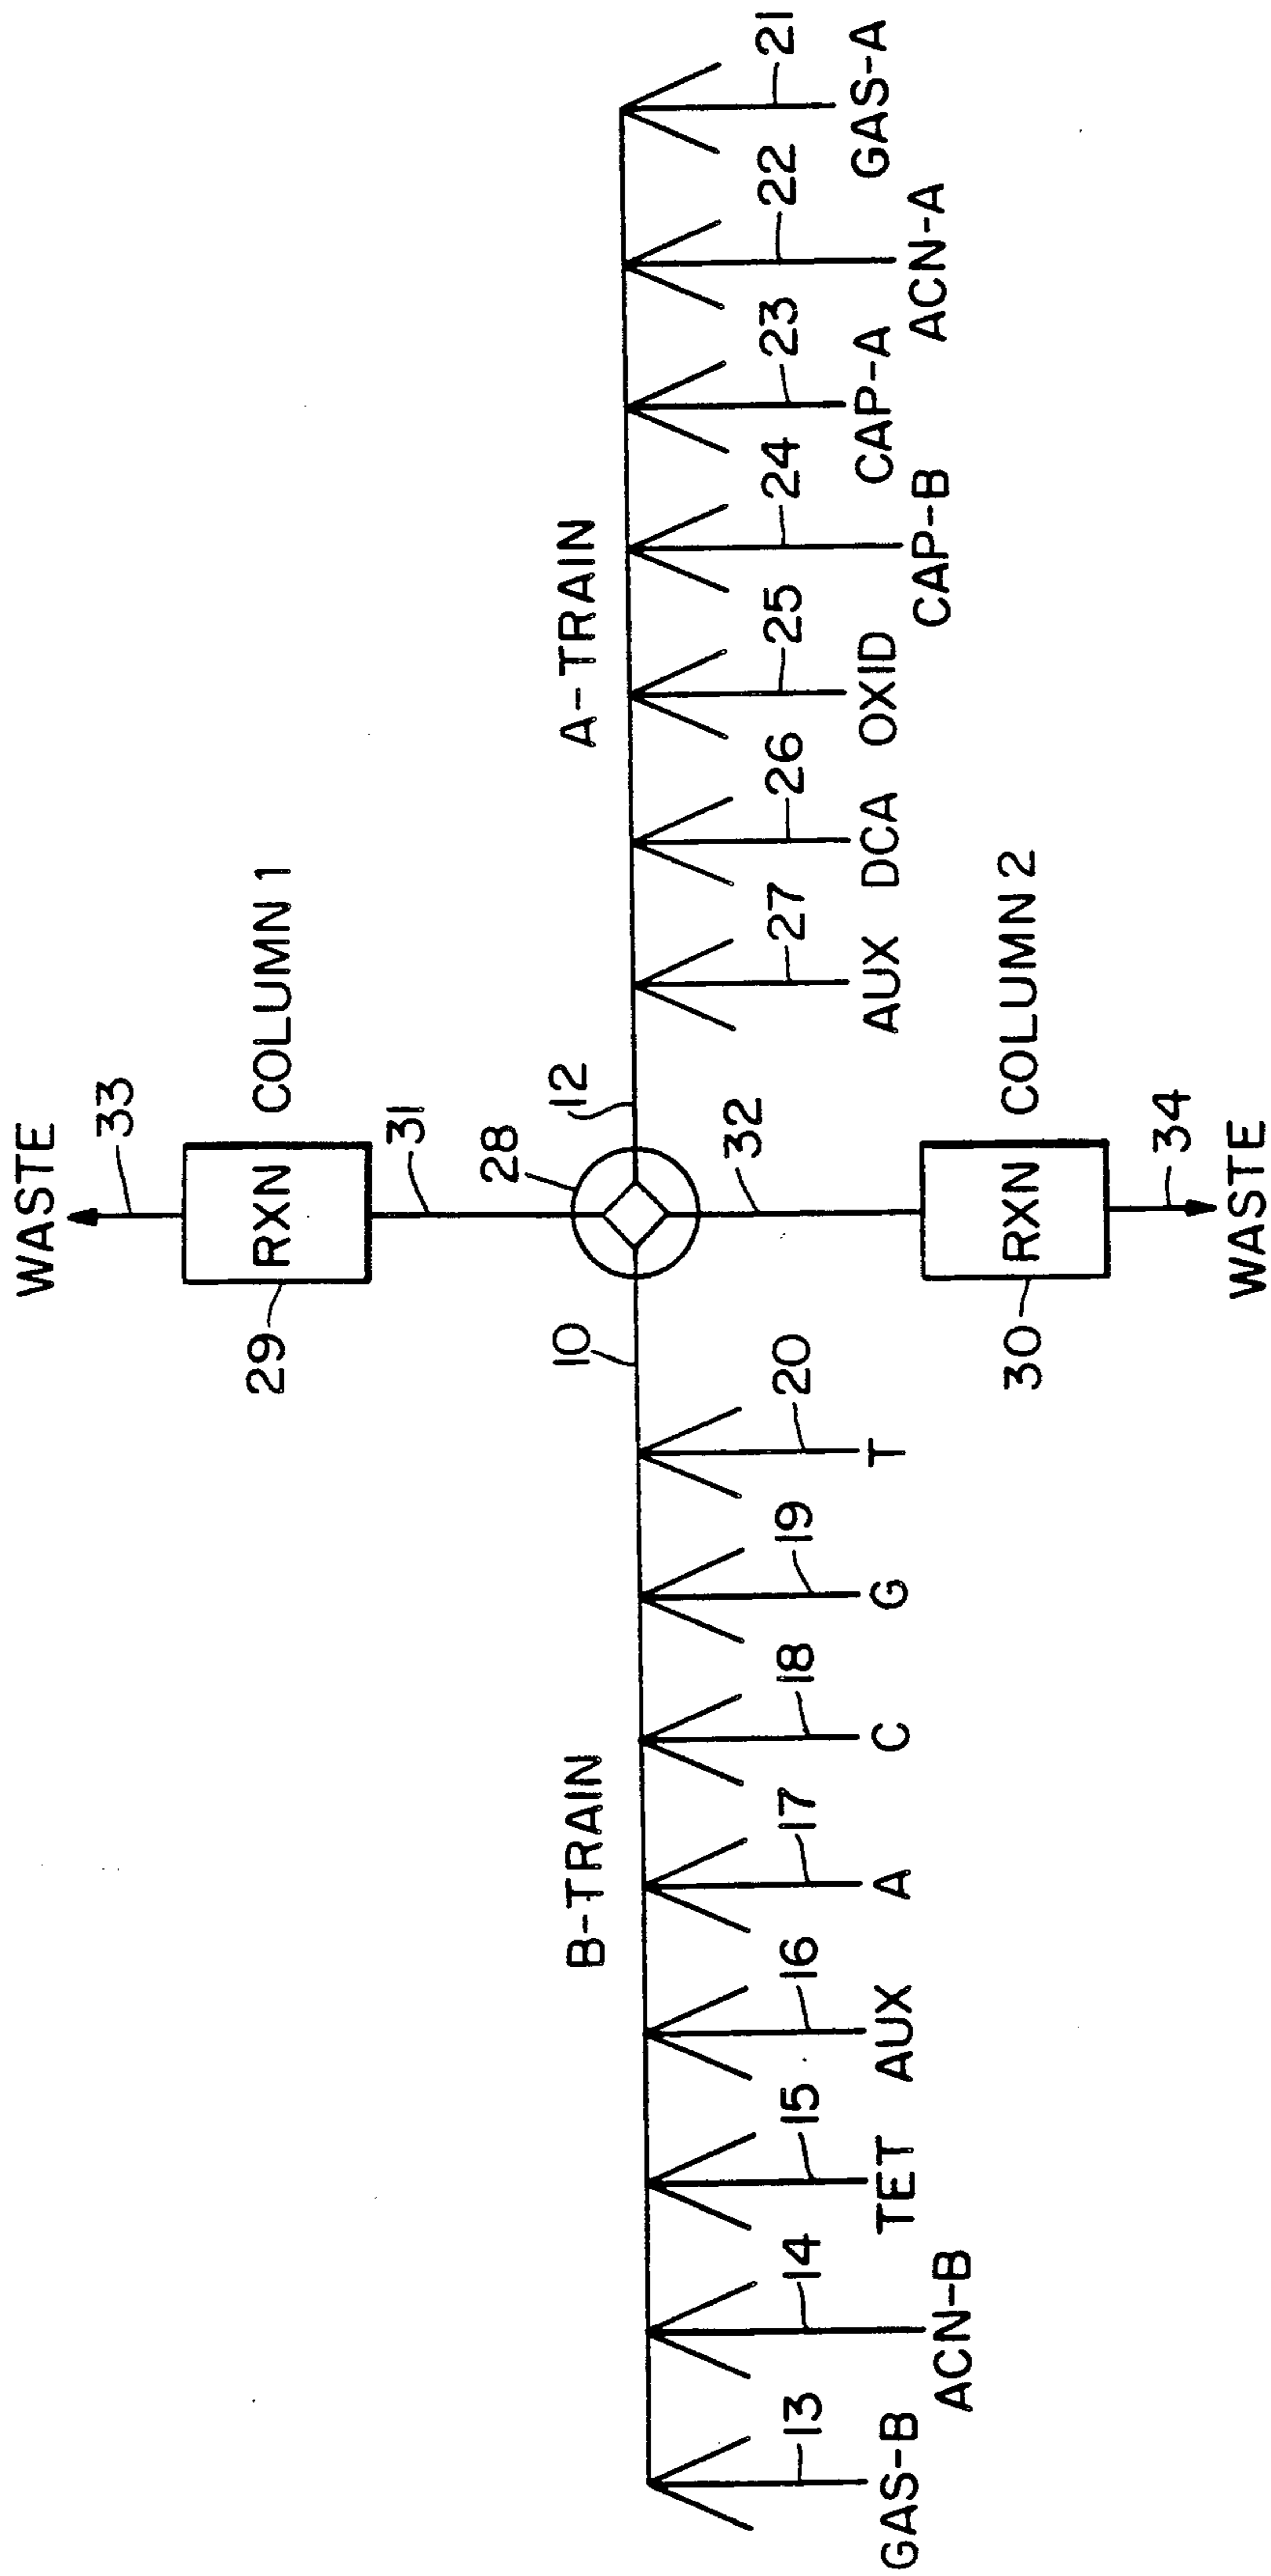 WASTE
33
RXN
COLUMN 1
29
31
28
12
10
B-TRAIN
A-TRAIN
13
14
15
16
17
18
19
20
32
27
26
25
24
23
22
21
GAS-B
ACN-B
TET
AUX
A
C
G
T
AUX
DCA
OXID
CAP-B
CAP-A
ACN-A
GAS-A
30
RXN
COLUMN 2
34
WASTE